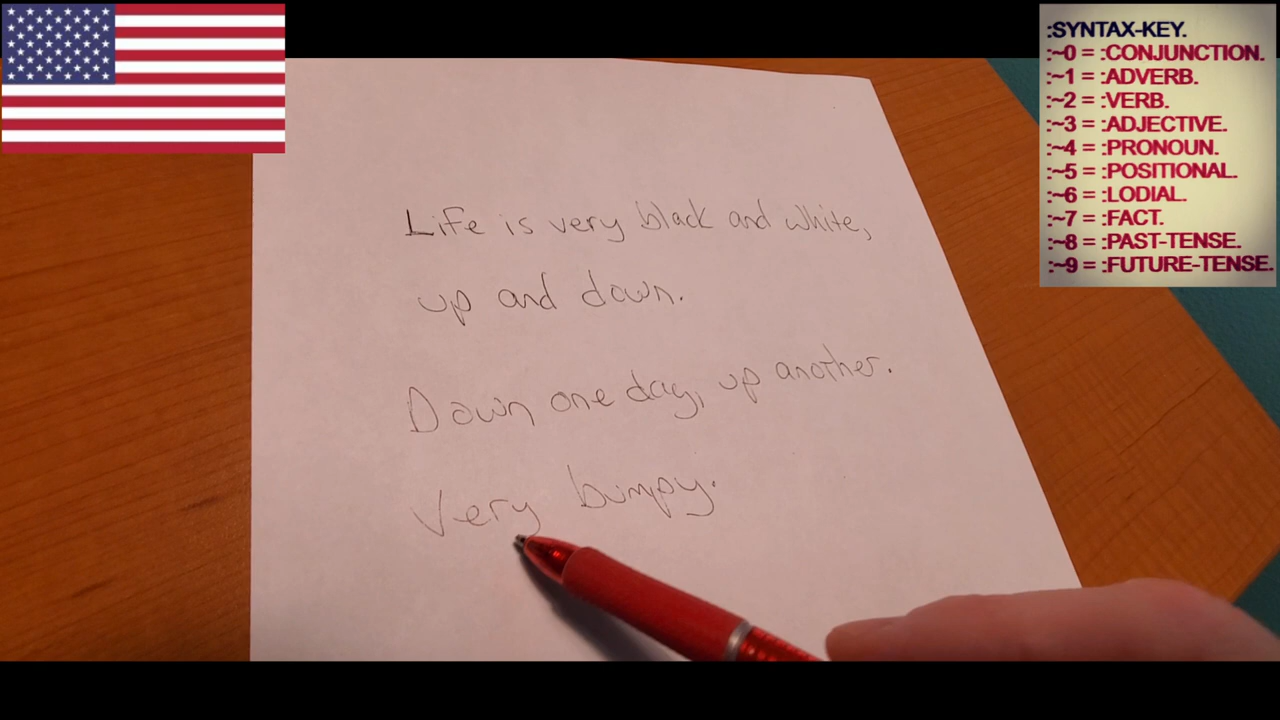 :SYNTAX-KEY.
:~0 = :CONJUNCTION.
:~1 = :ADVERB.
:~2 = :VERB.
:~3 = :ADJECTIVE.
:~4 = :PRONOUN.
:~5 = :POSITIONAL.
:~6 = :LODIAL.
:~7 = :FACT.
:~8 = :PAST-TENSE.
:~9 = :FUTURE-TENSE.
Life is very black and white,
up and down.
Down one day, up another.
Very bumpy.